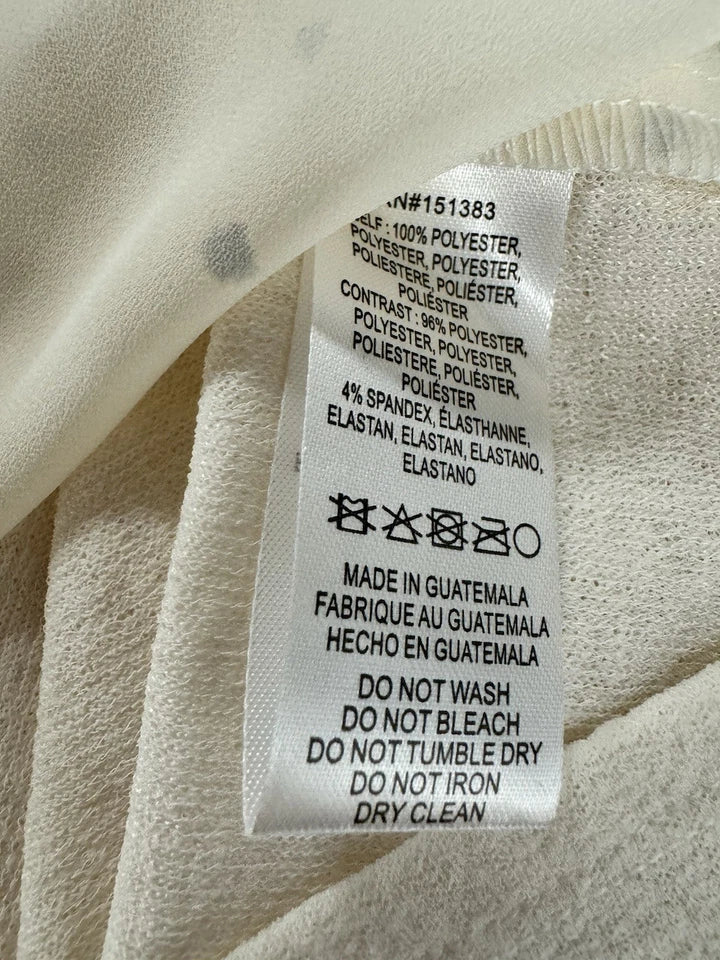 RN#151383
SELF : 100% POLYESTER,
POLYESTER, POLYESTER,
POLIESTERE, POLIÉSTER,
POLIÉSTER
CONTRAST : 96% POLYESTER,
POLYESTER, POLYESTER,
POLIESTERE, POLIÉSTER,
POLIÉSTER
4% SPANDEX, ÉLASTHANNE,
ELASTAN, ELASTAN, ELASTANO,
ELASTANO
MADE IN GUATEMALA
FABRIQUE AU GUATEMALA
HECHO EN GUATEMALA
DO NOT WASH
DO NOT BLEACH
DO NOT TUMBLE DRY
DO NOT IRON
DRY CLEAN